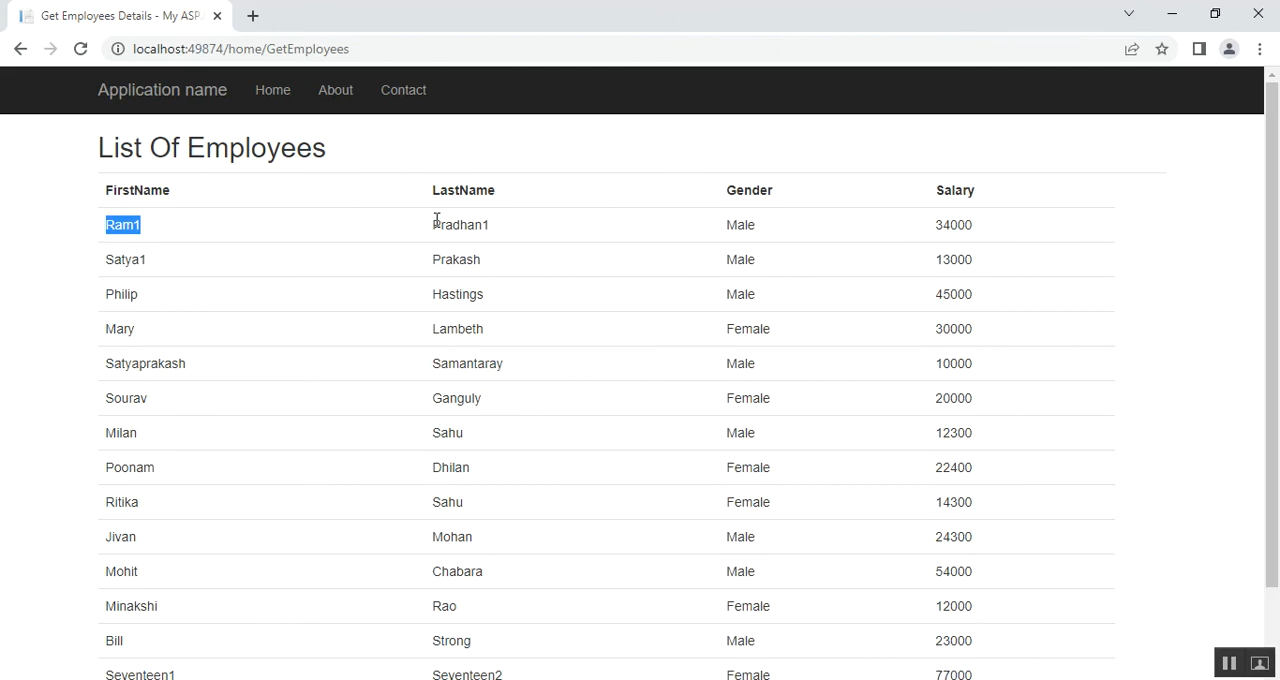 Get Employees Details - My ASP
localhost:49874/home/GetEmployees
Application name Home About Contact
List Of Employees
FirstName LastName Gender Salary
Ram1 Pradhan1 Male 34000
Satya1 Prakash Male 13000
Philip Hastings Male 45000
Mary Lambeth Female 30000
Satyaprakash Samantaray Male 10000
Sourav Ganguly Female 20000
Milan Sahu Male 12300
Poonam Dhilan Female 22400
Ritika Sahu Female 14300
Jivan Mohan Male 24300
Mohit Chabara Male 54000
Minakshi Rao Female 12000
Bill Strong Male 23000
Seventeen1 Seventeen2 Female 77000